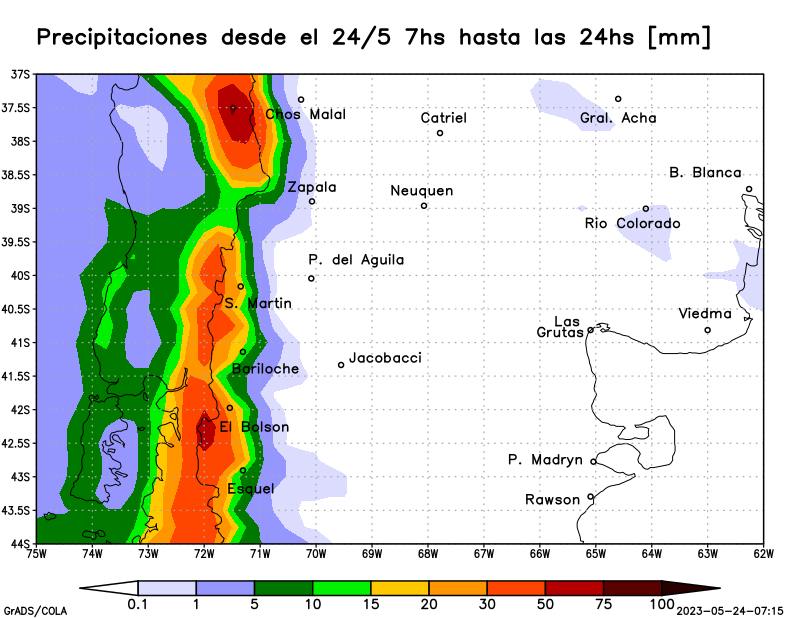 Precipitaciones desde el 24/5 7hs hasta las 24hs [mm]
37S
37.5S
Chos Malal
Catriel
Gral. Acha
38S
38.5S
B. Blanca
Zapala
Neuquen
39S
Rio Colorado
39.5S
P. del Aguila
40S
S. Martin
40.5S
Las
Grutas
Viedma
41S
Jacobacci
Bariloche
41.5S
42S
El Bolson
42.5S
P. Madryn
43S
Esquel
Rawson
43.5S
44S
75W 74W 73W 72W 71W 70W 69W 68W 67W 66W 65W 64W 63W 62W
0.1 1 5 10 15 20 30 50 75 100
GrADS/COLA
2023-05-24-07:15